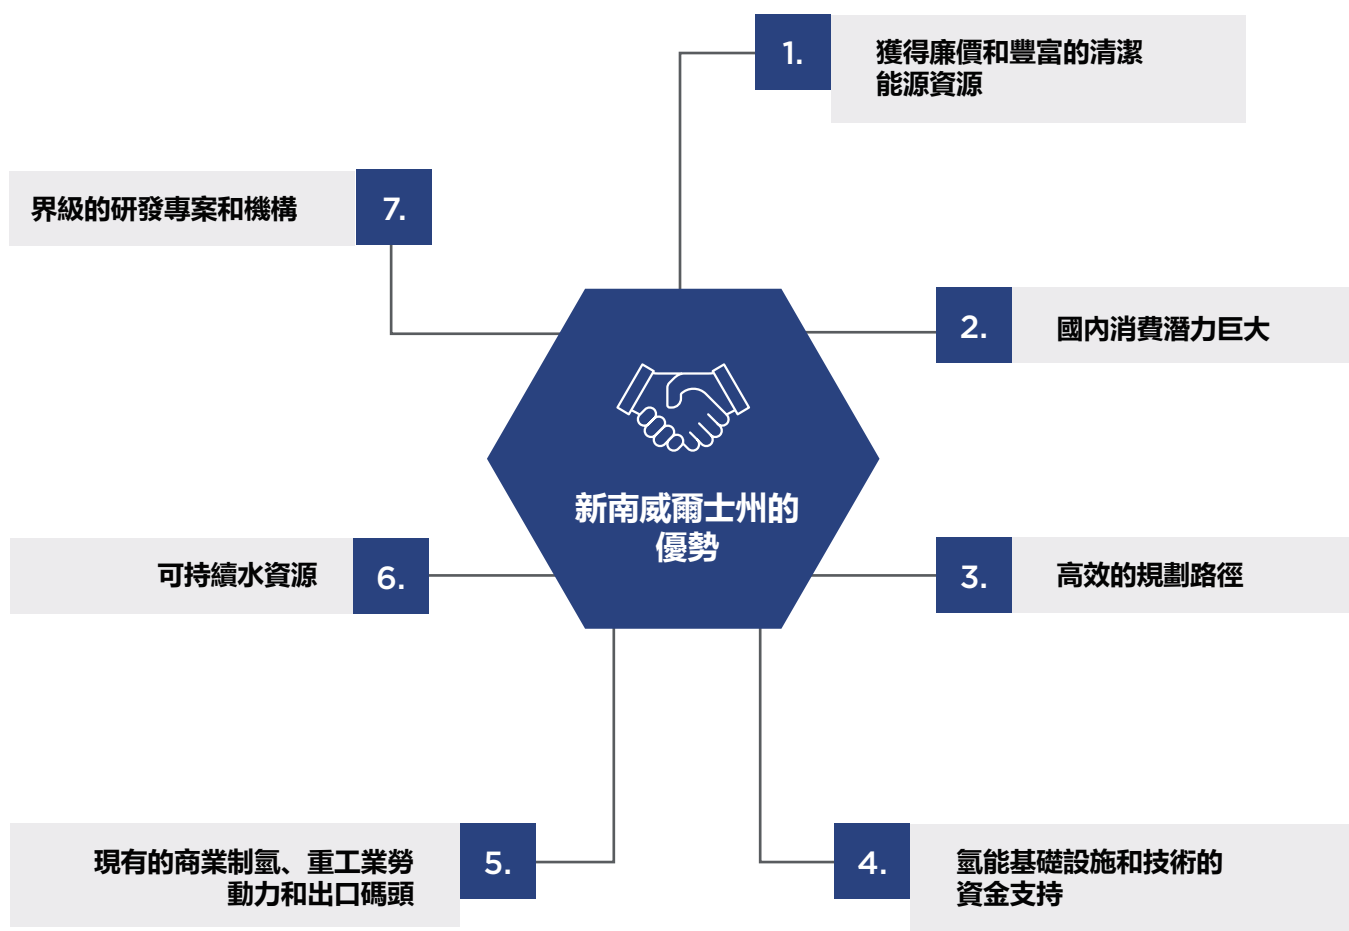 新南威爾士州的
優勢
1.
獲得廉價和豐富的清潔
能源資源
2.
國內消費潛力巨大
3.
高效的規劃路徑
4.
氫能基礎設施和技術的
資金支持
5.
現有的商業制氫、重工業勞
動力和出口碼頭
6.
可持續水資源
7.
界級的研發專案和機構